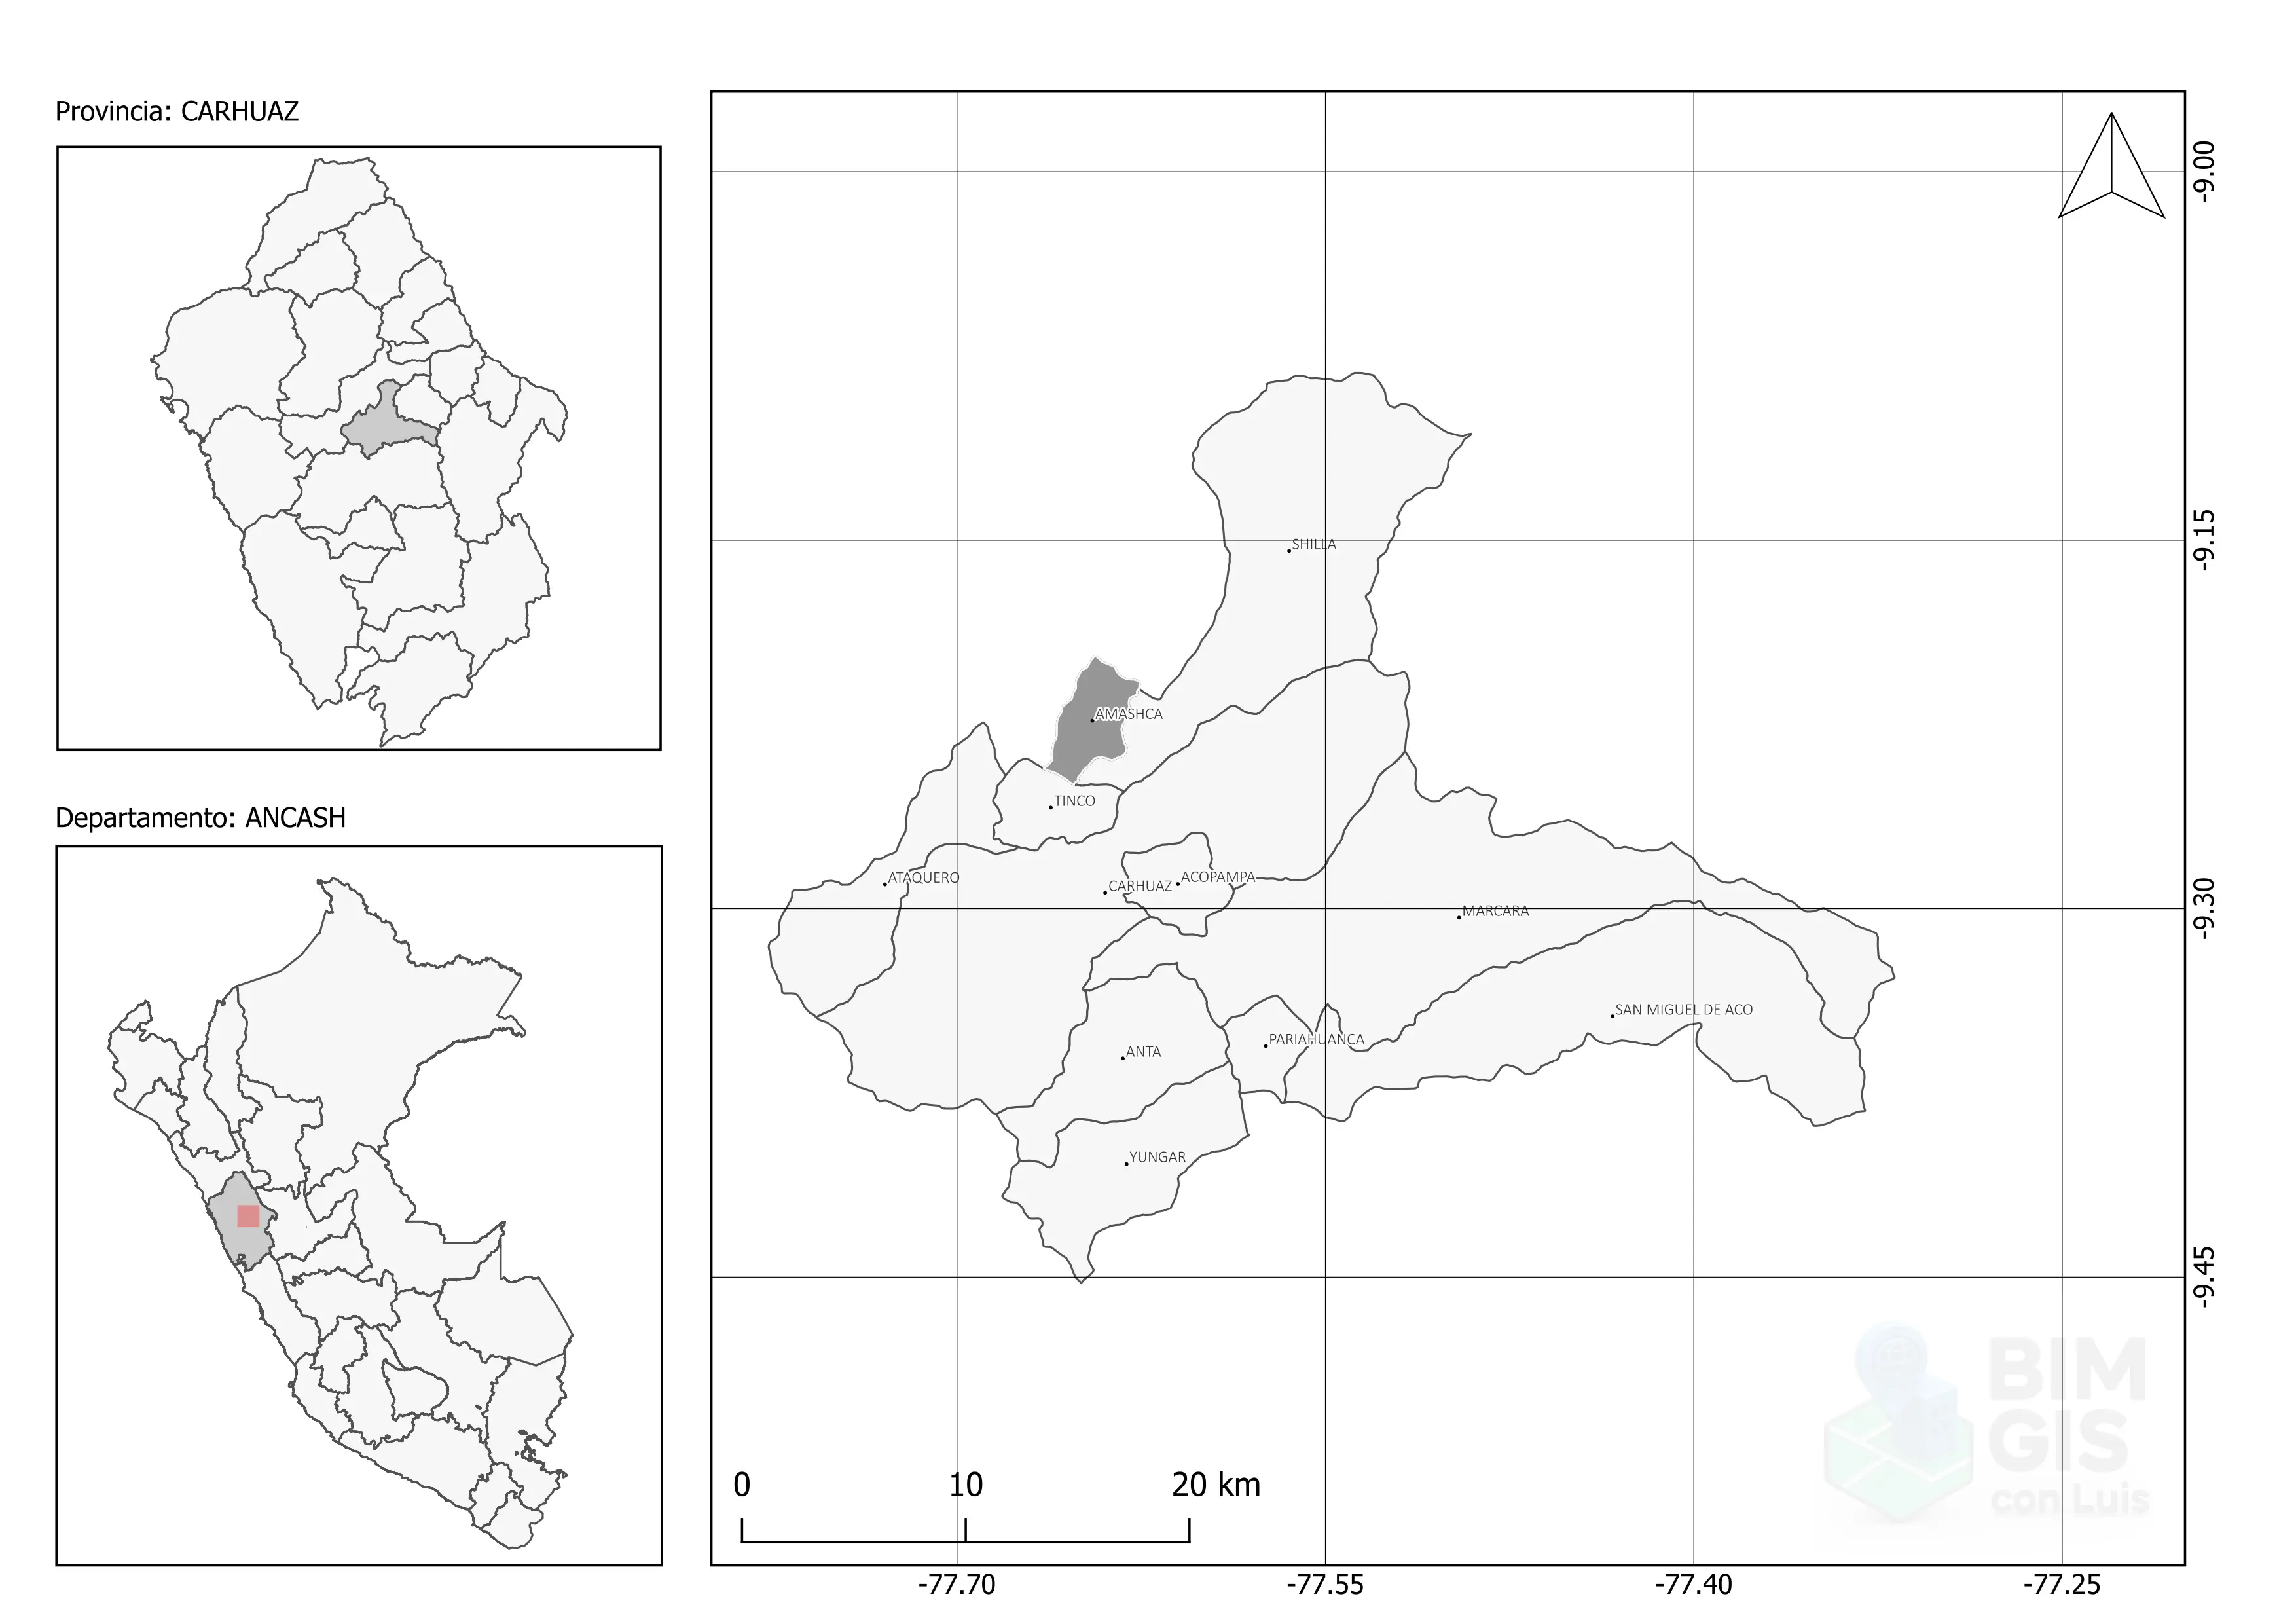 Provincia: CARHUAZ
Departamento: ANCASH
-9.00
-9.15
-9.30
-9.45
SHILLA
AMASHCA
TINCO
ATAQUERO
CARHUAZ
ACOPAMPA
MARCARA
SAN MIGUEL DE ACO
PARIAHUANCA
ANTA
YUNGAR
BIM
GIS
con Luis
0 10 20 km
-77.70 -77.55 -77.40 -77.25